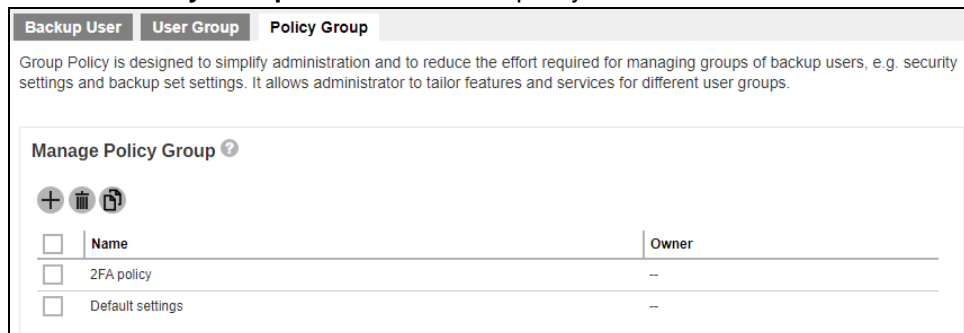 Backup User User Group Policy Group
Group Policy is designed to simplify administration and to reduce the effort required for managing groups of backup users, e.g. security
settings and backup set settings. It allows administrator to tailor features and services for different user groups.
Manage Policy Group ?
Name Owner
2FA policy --
Default settings --